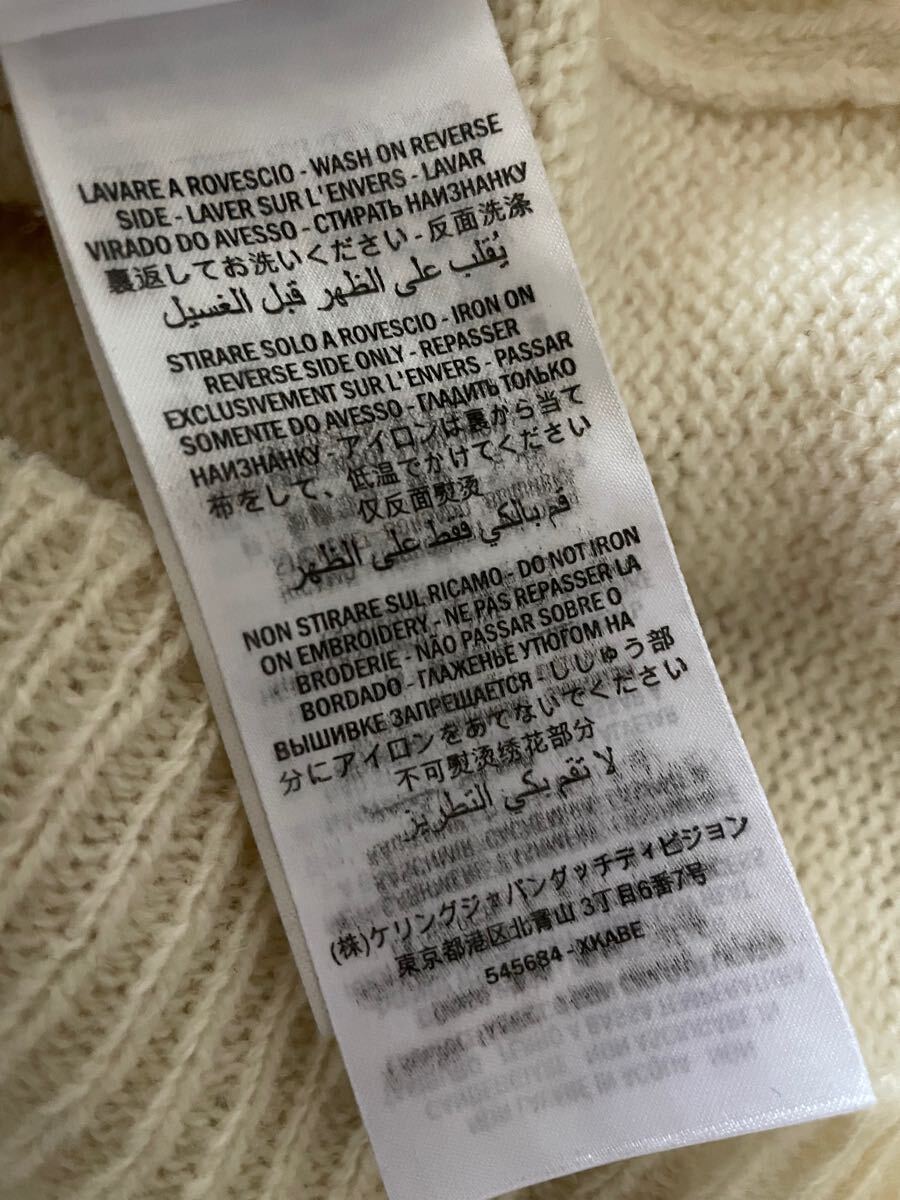 LAVARE A ROVESCIO - WASH ON REVERSE
SIDE - LAVER SUR L'ENVERS - LAVAR
VIRADO DO AVESSO - СТИРАТЬ НАИЗНАНКУ
裏返してお洗いください - 反面洗涤
يُقلب على الظهر قبل الغسيل
STIRARE SOLO A ROVESCIO - IRON ON
REVERSE SIDE ONLY - REPASSER
EXCLUSIVEMENT SUR L'ENVERS - PASSAR
SOMENTE DO AVESSO - ГЛАДИТЬ ТОЛЬКО
НАИЗНАНКУ - アイロンは裏から当て
布をして、低温でかけてください
仅反面熨烫
قم بالكي فقط على الظهر
NON STIRARE SUL RICAMO - DO NOT IRON
ON EMBROIDERY - NE PAS REPASSER LA
BRODERIE - NÃO PASSAR SOBRE O
BORDADO - ГЛАЖЕНЬЕ УТЮГОМ НА
ВЫШИВКЕ ЗАПРЕЩАЕТСЯ - ししゅう部
分にアイロンをあてないでください
不可熨烫绣花部分
لا تقم بكي التطريز
(株)ケリングジャパングッチディビジョン
東京都港区北青山 3丁目6番7号
545684 - XKABE